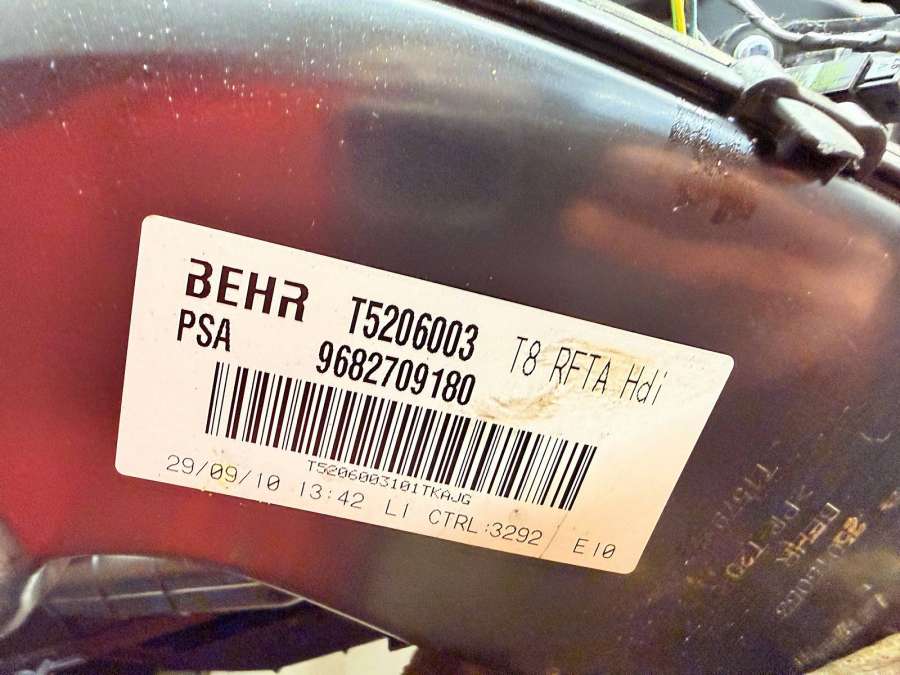 BEHR T5206003 T8 RFTA Hdi
PSA 9682709180
T5206003101TKAJG
29/09/10 13:42 LI CTRL:3292 E10